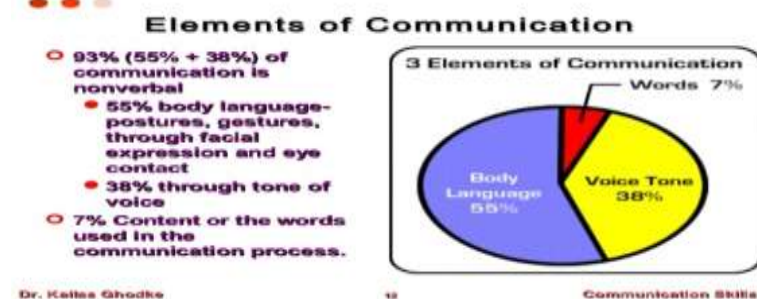 Elements of Communication
93% (55% + 38%) of
communication is
nonverbal
55% body language-
postures, gestures,
through facial
expression and eye
contact
38% through tone of
voice
7% Content or the words
used in the
communication process.
3 Elements of Communication
Words 7%
Body
Language
55%
Voice Tone
38%
Dr. Kailas Ghodke
Communication Skills